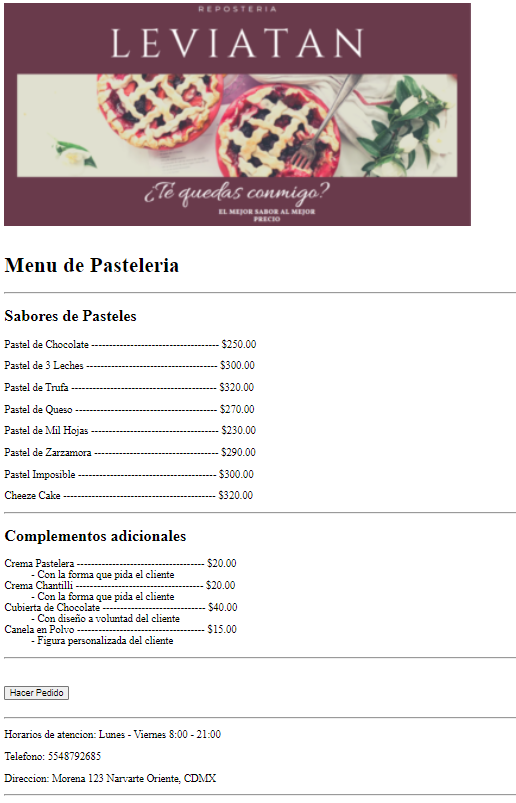 REPOSTERIA
LEVIATAN
¿Te quedas conmigo?
EL MEJOR SABOR AL MEJOR
PRECIO
Menu de Pasteleria
Sabores de Pasteles
Pastel de Chocolate ------------------------------------ $250.00
Pastel de 3 Leches ------------------------------------- $300.00
Pastel de Trufa ----------------------------------------- $320.00
Pastel de Queso ---------------------------------------- $270.00
Pastel de Mil Hojas ------------------------------------ $230.00
Pastel de Zarzamora ----------------------------------- $290.00
Pastel Imposible --------------------------------------- $300.00
Cheeze Cake ------------------------------------------- $320.00
Complementos adicionales
Crema Pastelera ------------------------------------ $20.00
- Con la forma que pida el cliente
Crema Chantilli ------------------------------------ $20.00
- Con la forma que pida el cliente
Cubierta de Chocolate ----------------------------- $40.00
- Con diseño a voluntad del cliente
Canela en Polvo ------------------------------------ $15.00
- Figura personalizada del cliente
Hacer Pedido
Horarios de atencion: Lunes - Viernes 8:00 - 21:00
Telefono: 5548792685
Direccion: Morena 123 Narvarte Oriente, CDMX